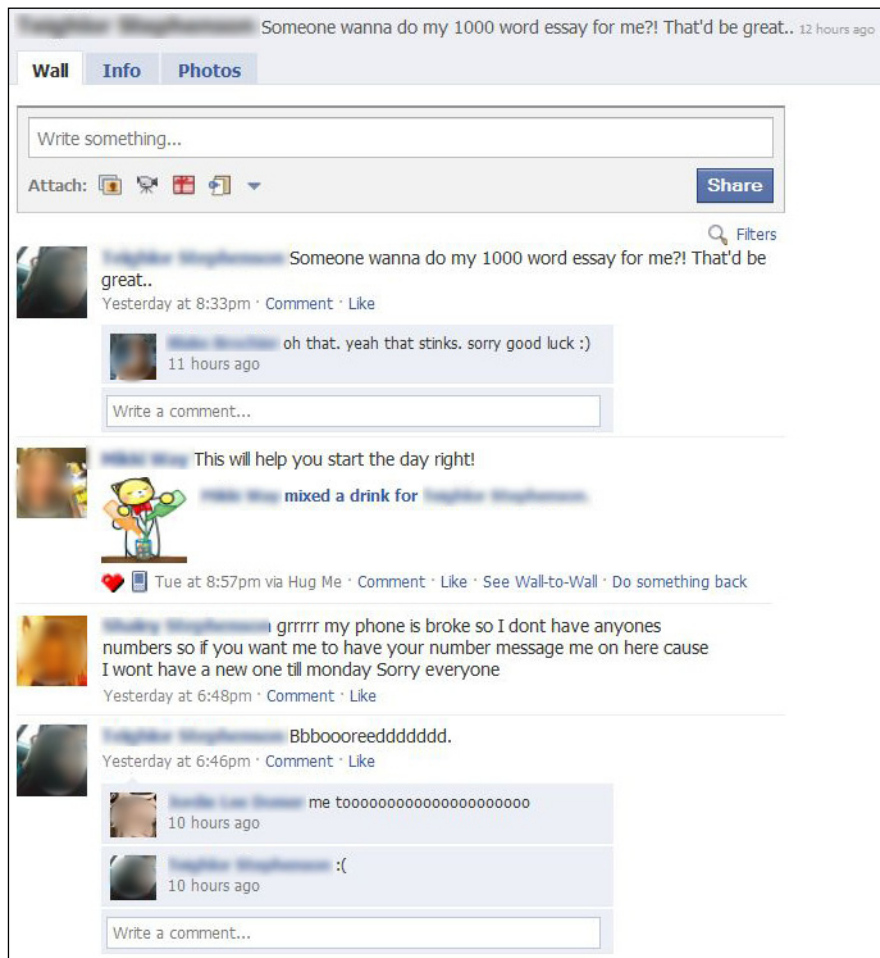 Someone wanna do my 1000 word essay for me?! That'd be great.. 12 hours ago
Wall Info Photos
Write something...
Attach: Share
Filters
Someone wanna do my 1000 word essay for me?! That'd be
great..
Yesterday at 8:33pm · Comment · Like
oh that. yeah that stinks. sorry good luck :)
11 hours ago
Write a comment...
This will help you start the day right!
mixed a drink for
Tue at 8:57pm via Hug Me · Comment · Like · See Wall-to-Wall · Do something back
grrrrr my phone is broke so I dont have anyones
numbers so if you want me to have your number message me on here cause
I wont have a new one till monday Sorry everyone
Yesterday at 6:48pm · Comment · Like
Bbboooreeddddddd.
Yesterday at 6:46pm · Comment · Like
me toooooooooooooooooooooo
10 hours ago
:(
10 hours ago
Write a comment...